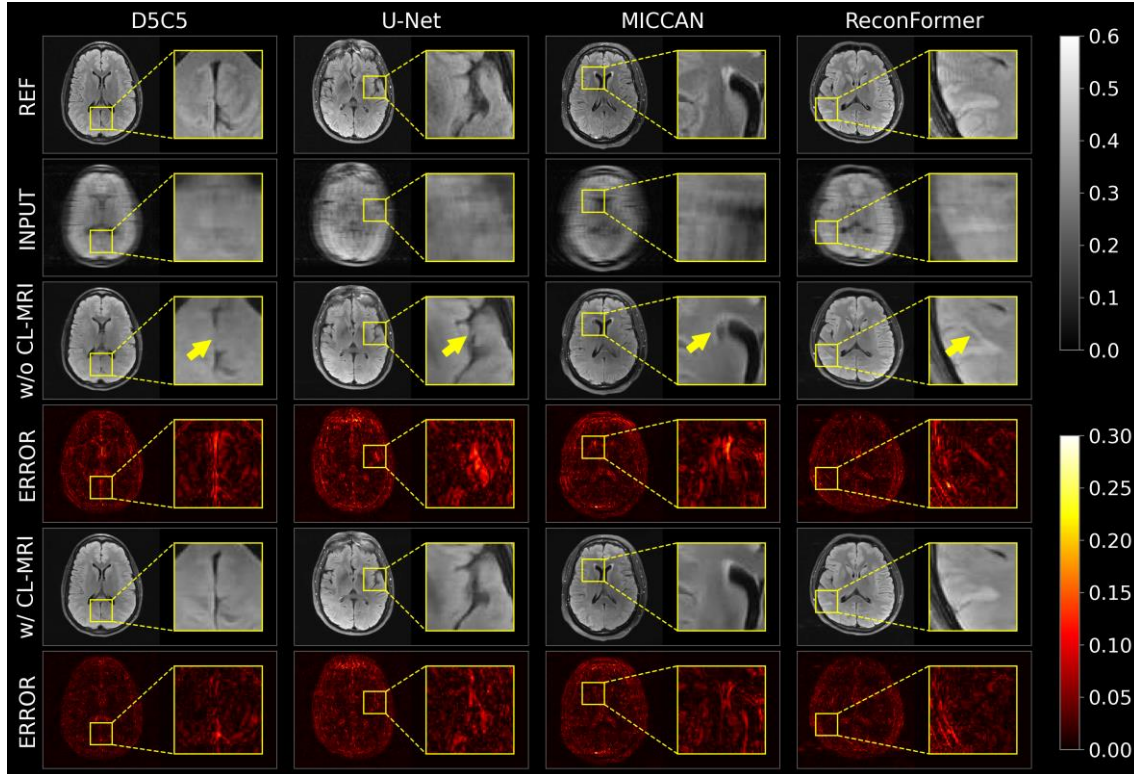 D5C5 U-Net MICCAN ReconFormer
REF
INPUT
w/o CL-MRI
ERROR
w/ CL-MRI
ERROR
0.6
0.5
0.4
0.3
0.2
0.1
0.0
0.30
0.25
0.20
0.15
0.10
0.05
0.00